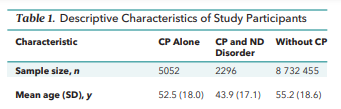 Table 1. Descriptive Characteristics of Study Participants
Characteristic CP Alone CP and ND Without CP
Disorder
Sample size, n 5052 2296 8 732 455
Mean age (SD), y 52.5 (18.0) 43.9 (17.1) 55.2 (18.6)